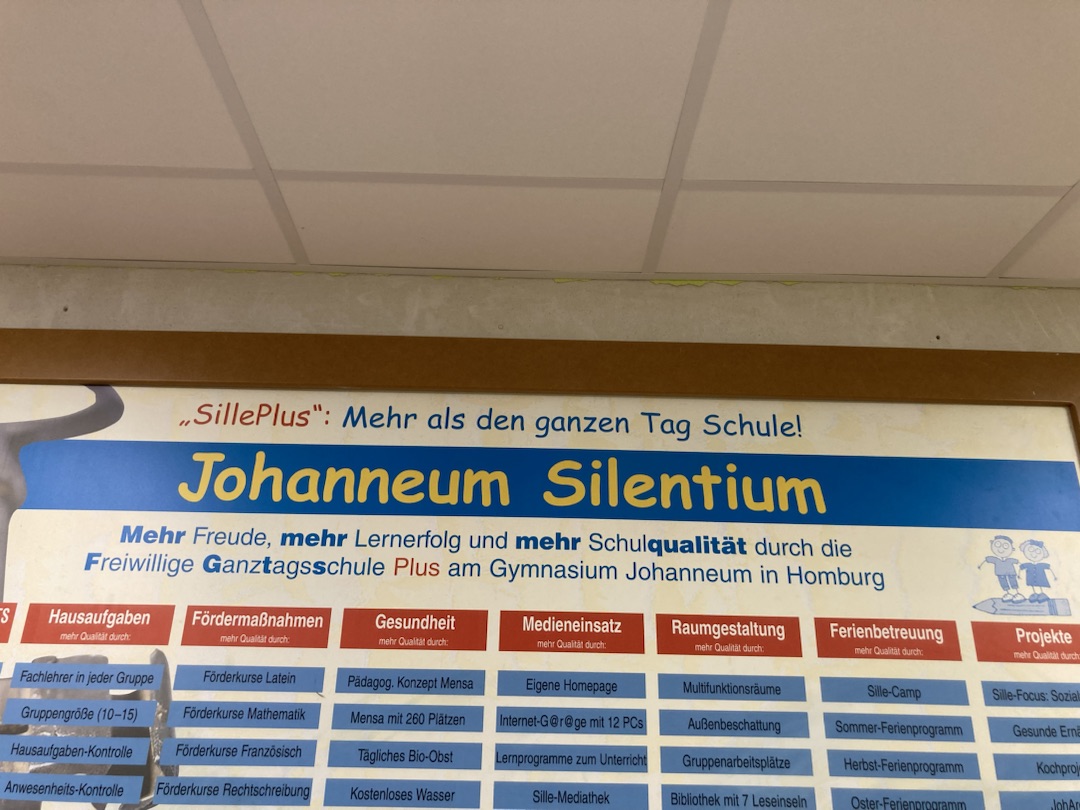 „SillePlus“: Mehr als den ganzen Tag Schule!
Johanneum Silentium
Mehr Freude, mehr Lernerfolg und mehr Schulqualität durch die
Freiwillige Ganztagsschule Plus am Gymnasium Johanneum in Homburg
Hausaufgaben
mehr Qualität durch:
Fachlehrer in jeder Gruppe
Gruppengröße (10–15)
Hausaufgaben-Kontrolle
Anwesenheits-Kontrolle
Fördermaßnahmen
mehr Qualität durch:
Förderkurse Latein
Förderkurse Mathematik
Förderkurse Französisch
Förderkurse Rechtschreibung
Gesundheit
mehr Qualität durch:
Pädagog. Konzept Mensa
Mensa mit 260 Plätzen
Tägliches Bio-Obst
Kostenloses Wasser
Medieneinsatz
mehr Qualität durch:
Eigene Homepage
Internet-G@r@ge mit 12 PCs
Lernprogramme zum Unterricht
Sille-Mediathek
Raumgestaltung
mehr Qualität durch:
Multifunktionsräume
Außenbeschattung
Gruppenarbeitsplätze
Bibliothek mit 7 Leseinseln
Ferienbetreuung
mehr Qualität durch:
Sille-Camp
Sommer-Ferienprogramm
Herbst-Ferienprogramm
Oster-Ferienprogramm
Projekte
mehr Qualität durch
Sille-Focus:
Gesunde